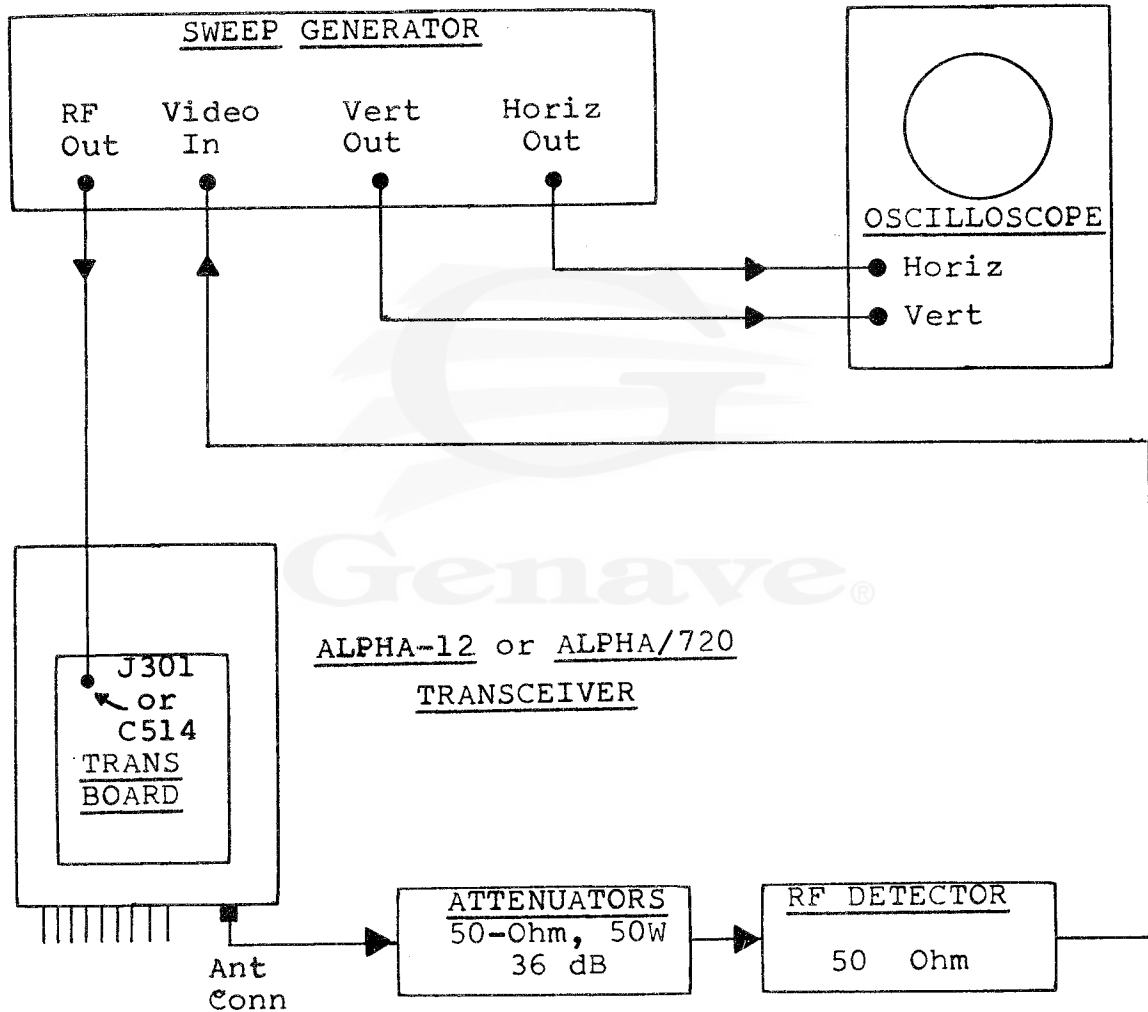 SWEEP GENERATOR
RF Out
Video In
Vert Out
Horiz Out
OSCILLOSCOPE
Horiz
Vert
Genave®
J301
or
C514
TRANS
BOARD
ALPHA-12 or ALPHA/720
TRANSCEIVER
Ant
Conn
ATTENUATORS
50-Ohm, 50W
36 dB
RF DETECTOR
50 Ohm